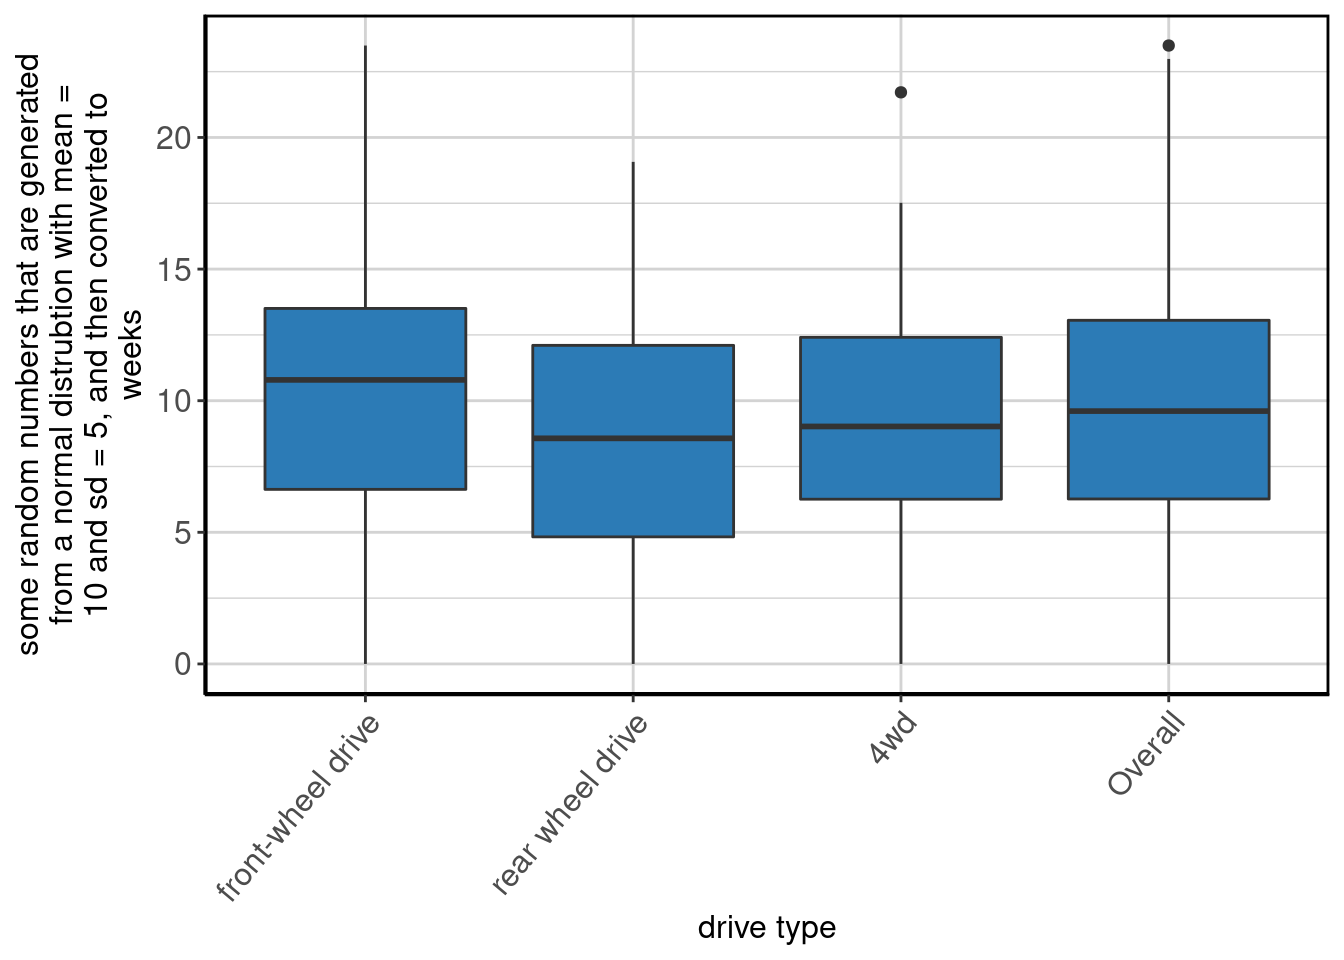 some random numbers that are generated
from a normal distrubtion with mean =
10 and sd = 5, and then converted to
weeks
20
15
10
5
0
front-wheel drive
rear wheel drive
4wd
Overall
drive type